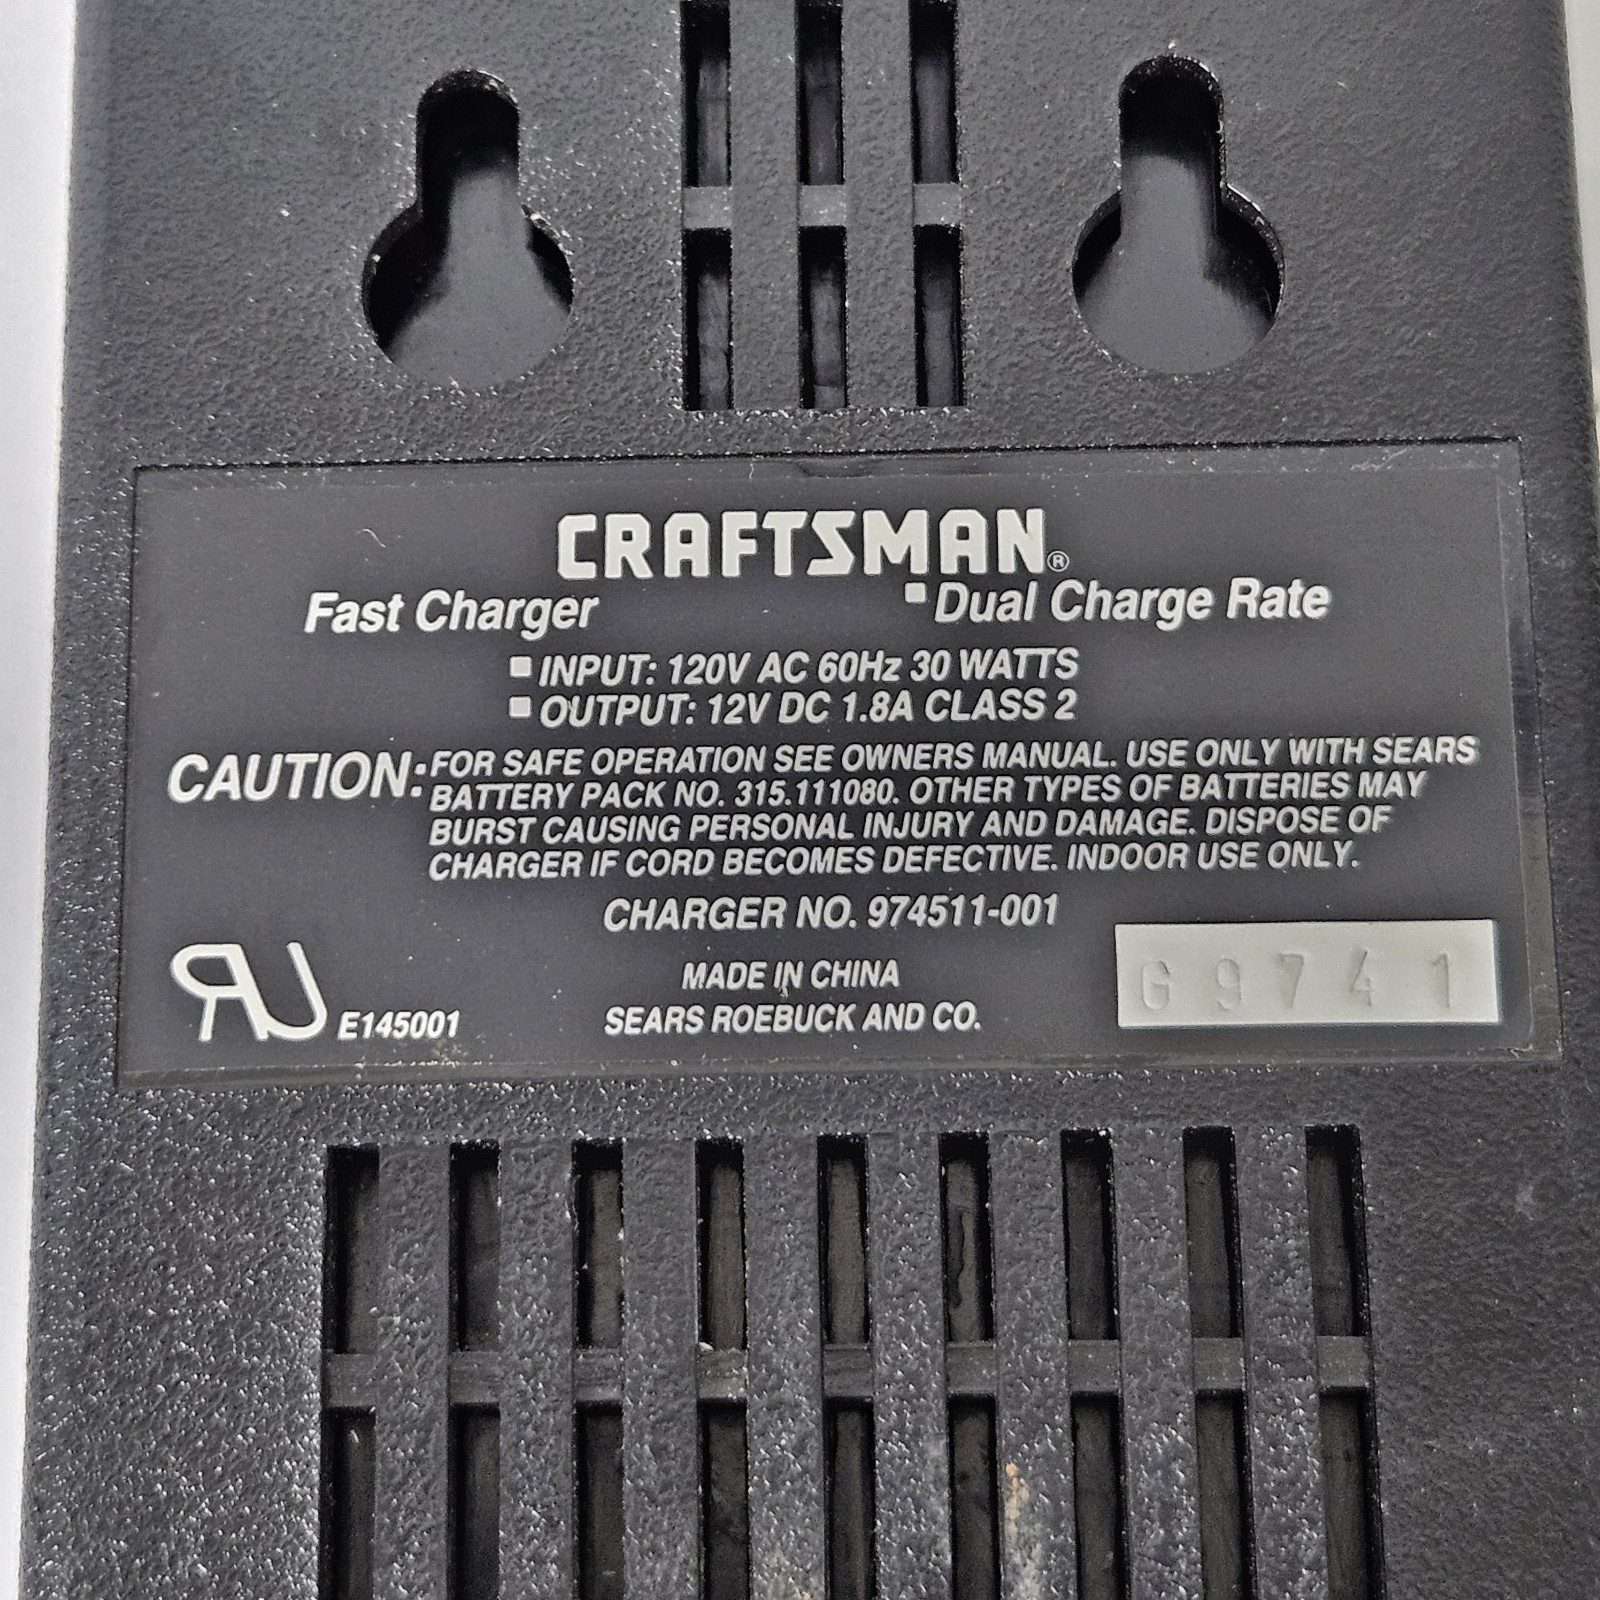 CRAFTSMAN®
Fast Charger ▪Dual Charge Rate
▪INPUT: 120V AC 60Hz 30 WATTS
▪OUTPUT: 12V DC 1.8A CLASS 2
CAUTION: FOR SAFE OPERATION SEE OWNERS MANUAL. USE ONLY WITH SEARS
BATTERY PACK NO. 315.111080. OTHER TYPES OF BATTERIES MAY
BURST CAUSING PERSONAL INJURY AND DAMAGE. DISPOSE OF
CHARGER IF CORD BECOMES DEFECTIVE. INDOOR USE ONLY.
CHARGER NO. 974511-001
MADE IN CHINA
SEARS ROEBUCK AND CO.
RU E145001
G9741